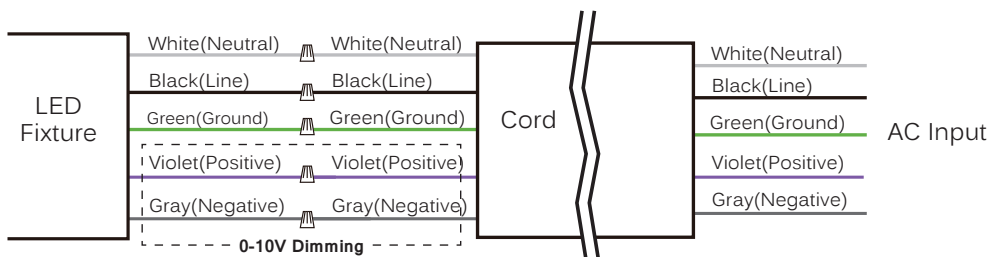 LED
Fixture
White(Neutral)
White(Neutral)
Black(Line)
Black(Line)
Green(Ground)
Green(Ground)
Violet(Positive)
Violet(Positive)
Gray(Negative)
Gray(Negative)
0-10V Dimming
Cord
White(Neutral)
Black(Line)
Green(Ground)
Violet(Positive)
Gray(Negative)
AC Input